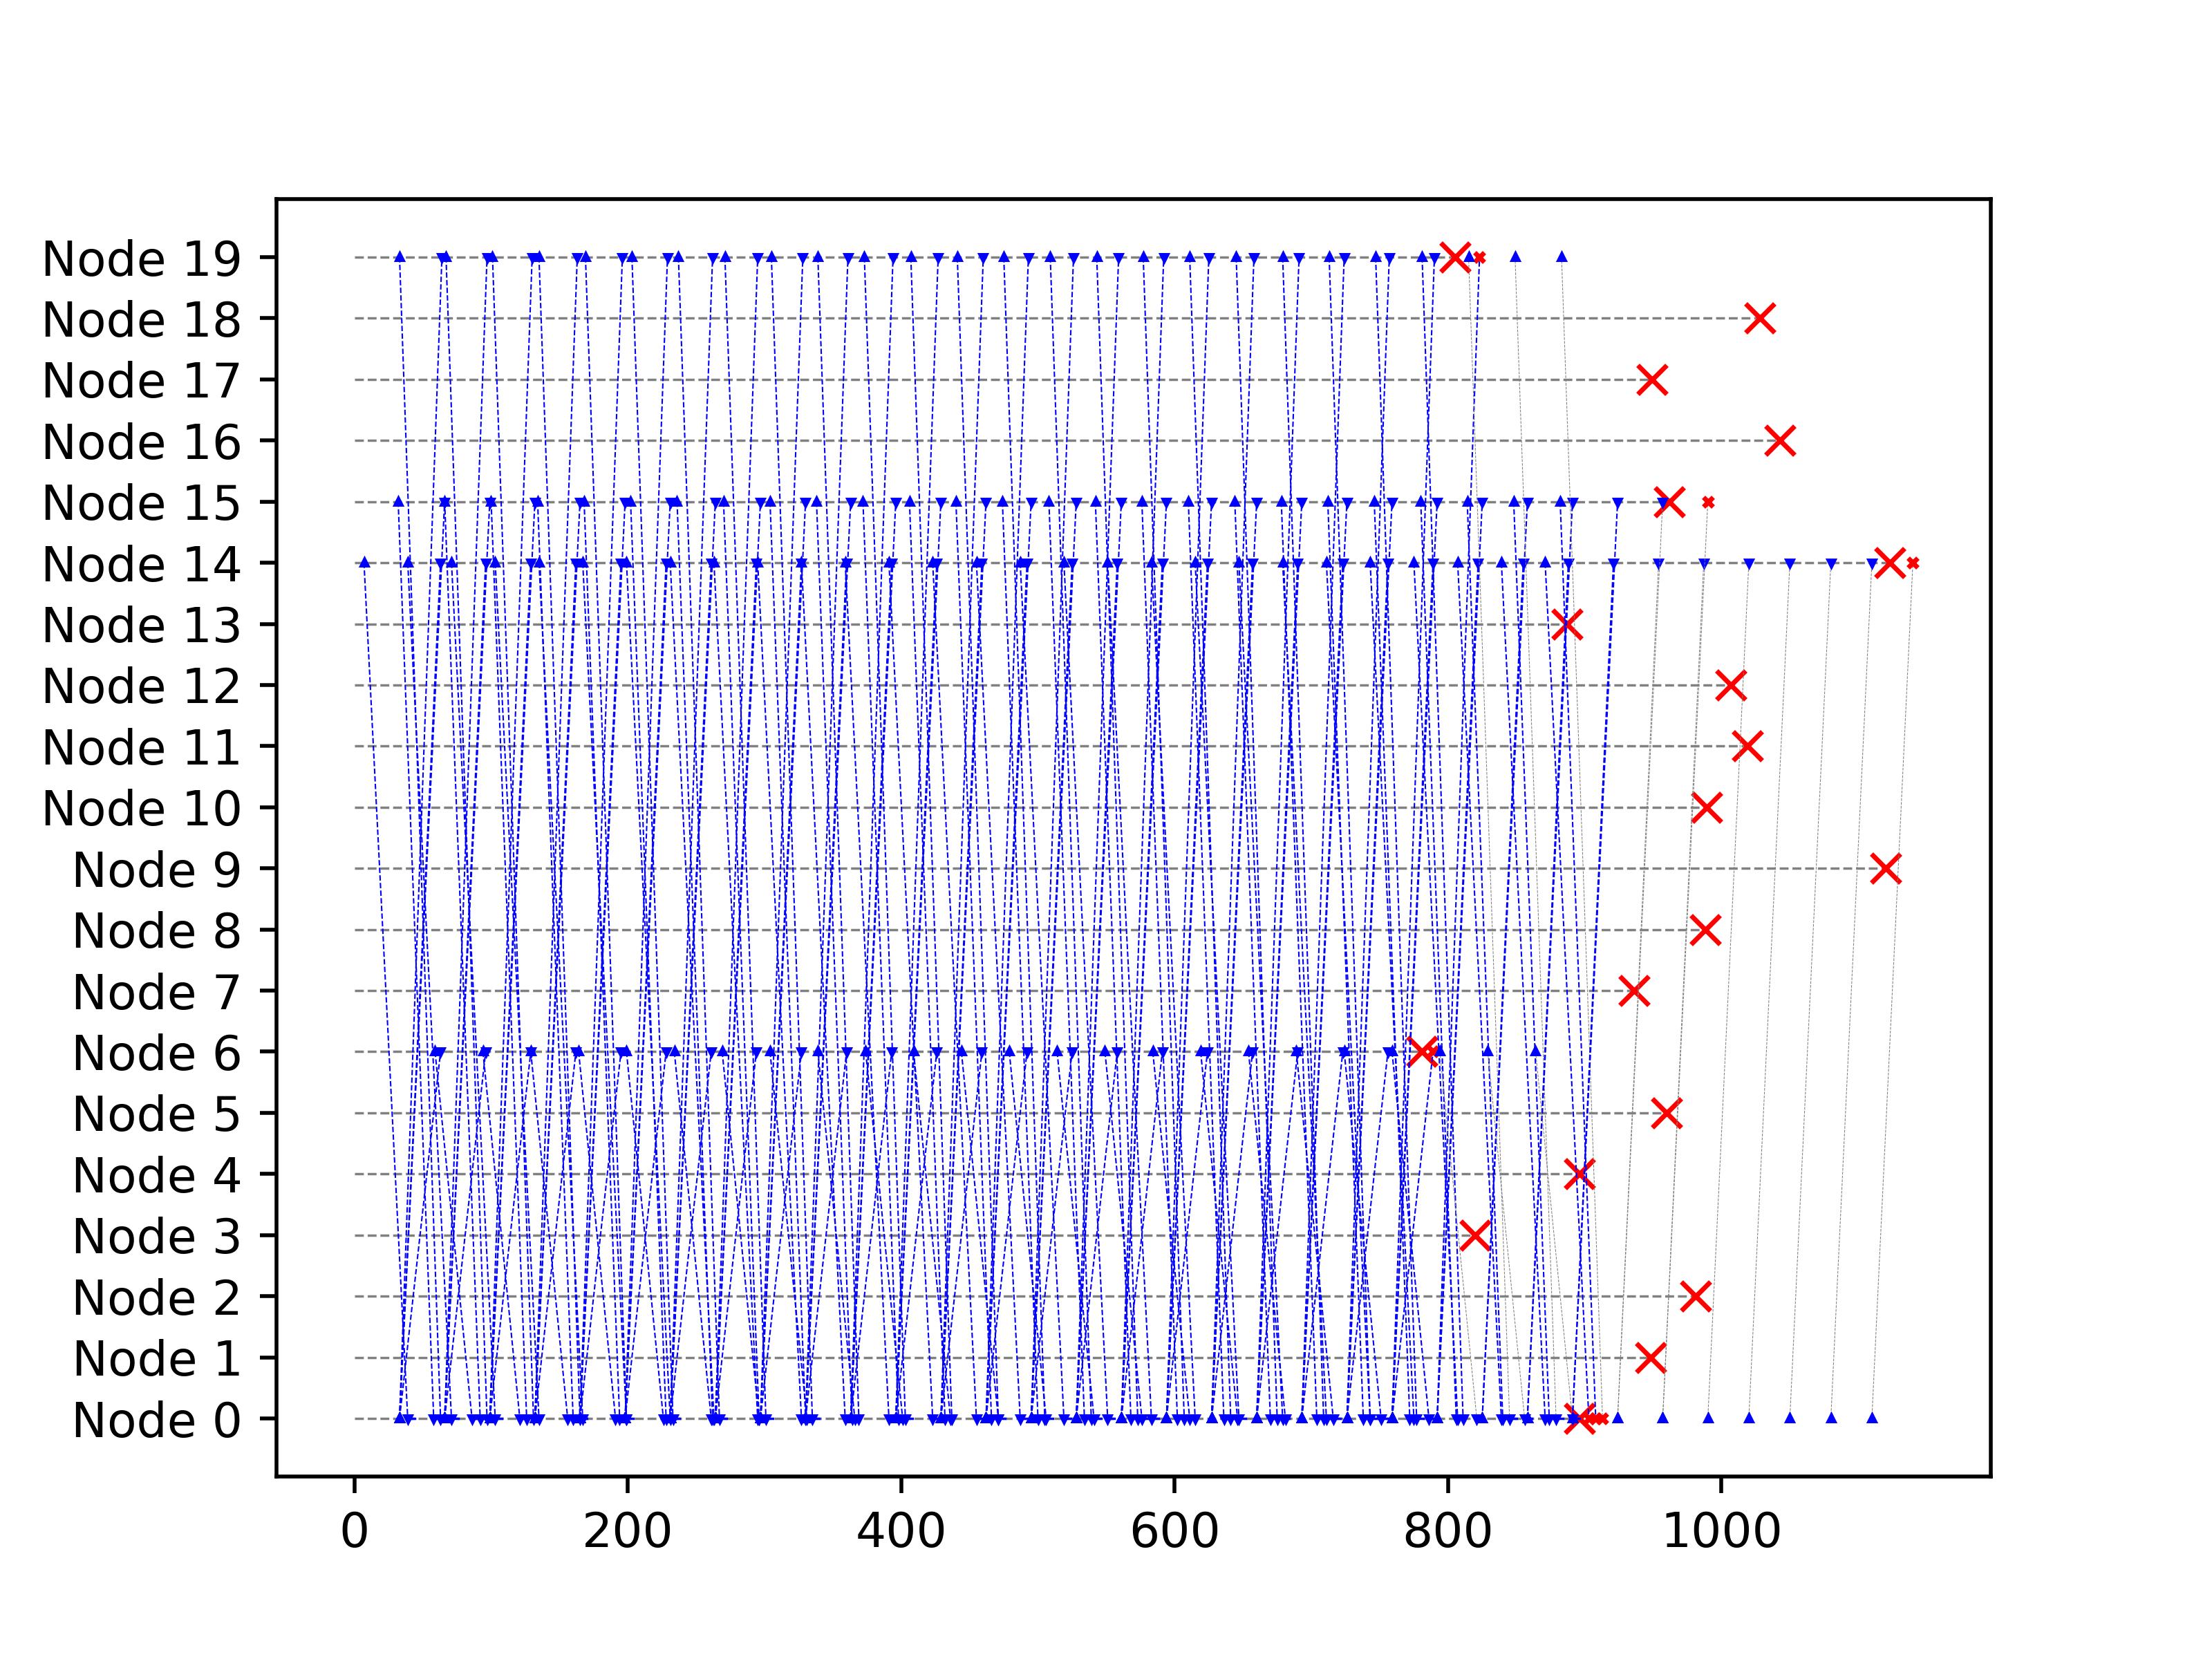 Node 19
Node 18
Node 17
Node 16
Node 15
Node 14
Node 13
Node 12
Node 11
Node 10
Node 9
Node 8
Node 7
Node 6
Node 5
Node 4
Node 3
Node 2
Node 1
Node 0
0 200 400 600 800 1000